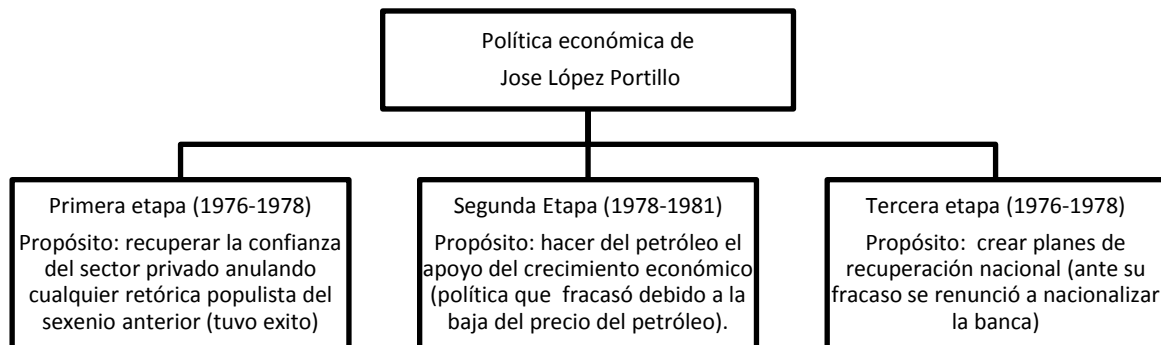 Política económica de
Jose López Portillo
Primera etapa (1976-1978)
Propósito: recuperar la confianza
del sector privado anulando
cualquier retórica populista del
sexenio anterior (tuvo exito)
Segunda Etapa (1978-1981)
Propósito: hacer del petróleo el
apoyo del crecimiento económico
(política que fracasó debido a la
baja del precio del petróleo).
Tercera etapa (1976-1978)
Propósito: crear planes de
recuperación nacional (ante su
fracaso se renunció a nacionalizar
la banca)